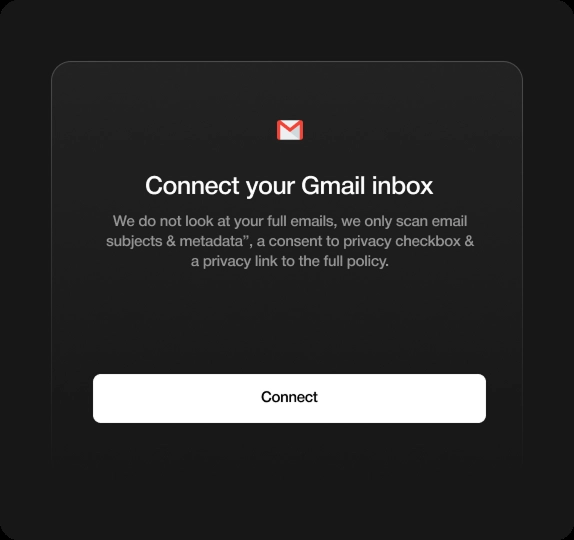 Connect your Gmail inbox
We do not look at your full emails, we only scan email
subjects & metadata”, a consent to privacy checkbox &
a privacy link to the full policy.
Connect